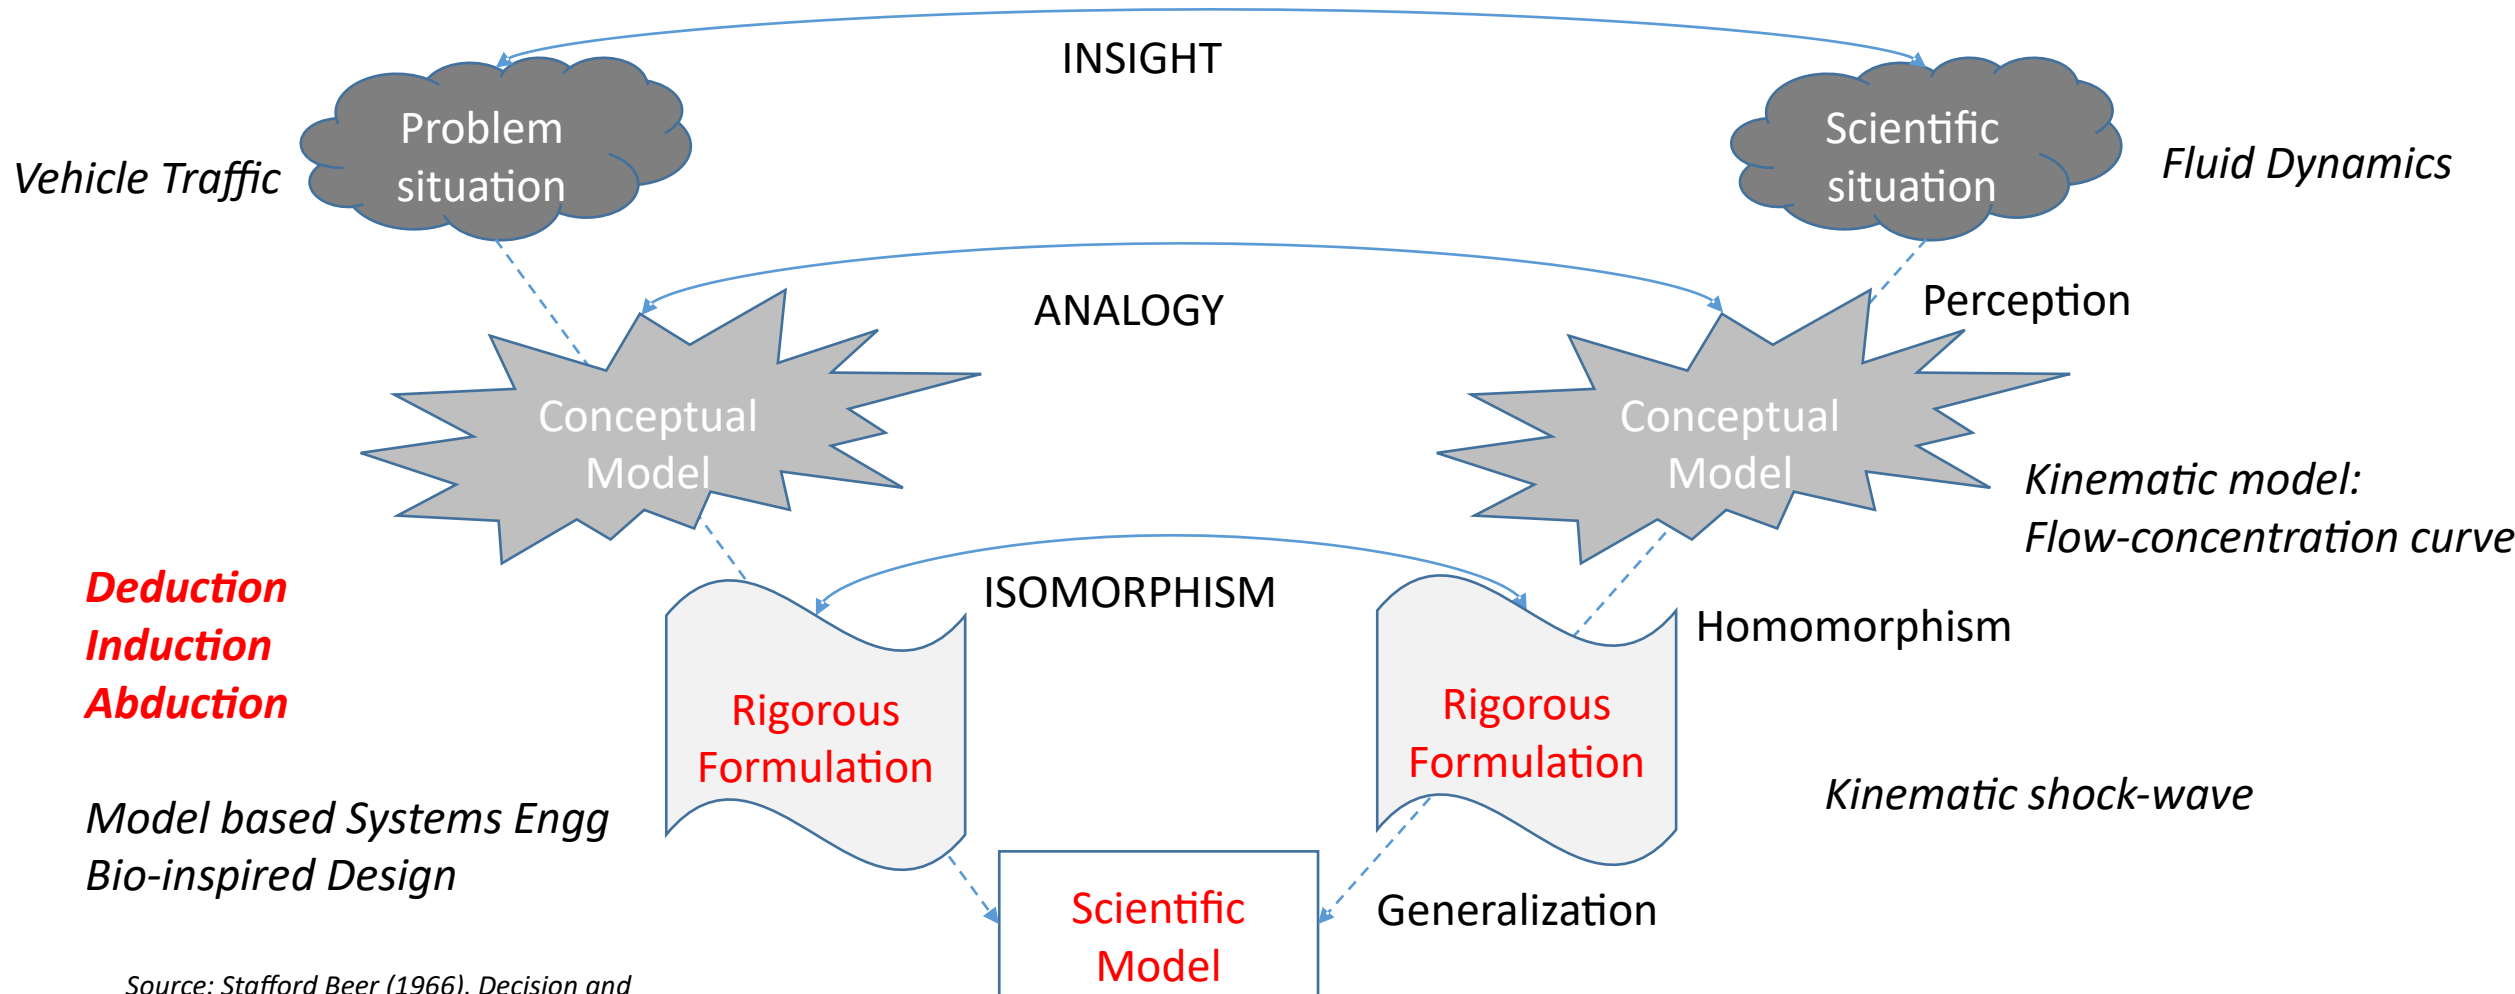 INSIGHT
Problem
situation
Scientific
situation
Vehicle Traffic
Fluid Dynamics
ANALOGY
Perception
Conceptual
Model
Conceptual
Model
Kinematic model:
Flow-concentration curve
Deduction
Induction
Abduction
ISOMORPHISM
Homomorphism
Rigorous
Formulation
Rigorous
Formulation
Kinematic shock-wave
Model based Systems Engg
Bio-inspired Design
Scientific
Model
Generalization
Source: Stafford Beer (1966). Decision and